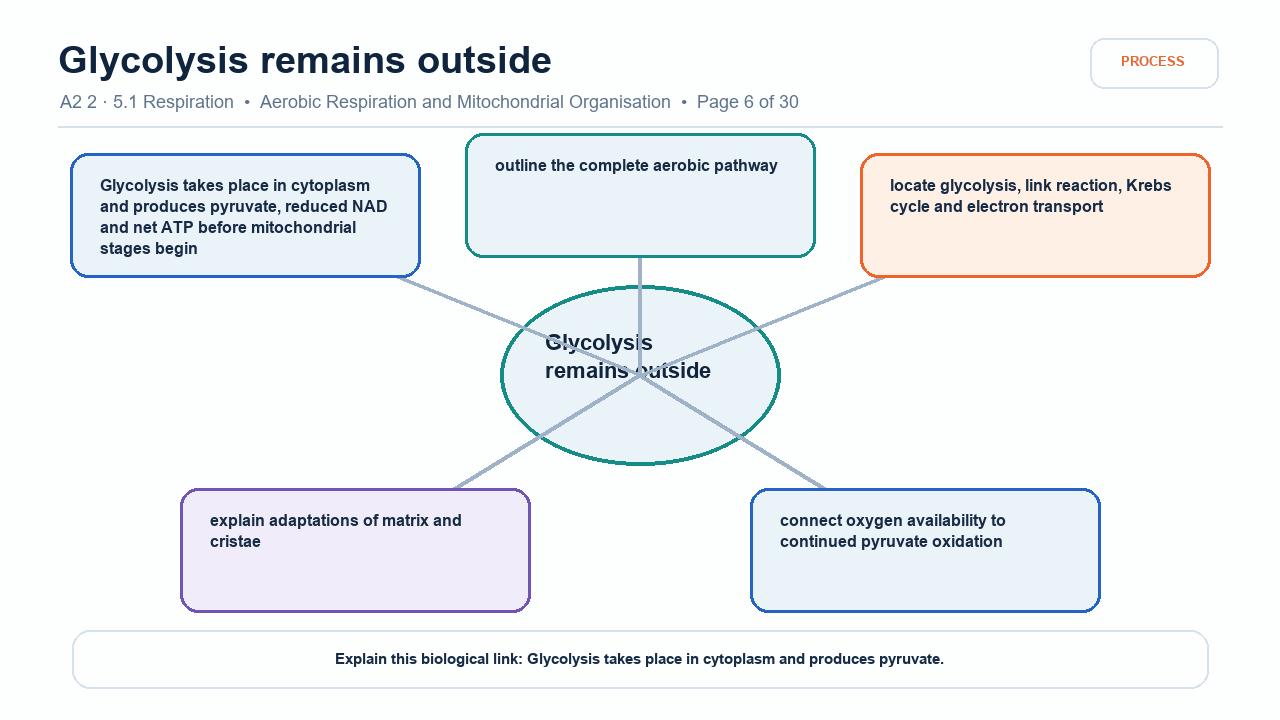 Glycolysis remains outside
PROCESS
A2 2 · 5.1 Respiration • Aerobic Respiration and Mitochondrial Organisation • Page 6 of 30
Glycolysis takes place in cytoplasm
and produces pyruvate, reduced NAD
and net ATP before mitochondrial
stages begin
outline the complete aerobic pathway
locate glycolysis, link reaction, Krebs
cycle and electron transport
Glycolysis
remains outside
explain adaptations of matrix and
cristae
connect oxygen availability to
continued pyruvate oxidation
Explain this biological link: Glycolysis takes place in cytoplasm and produces pyruvate.